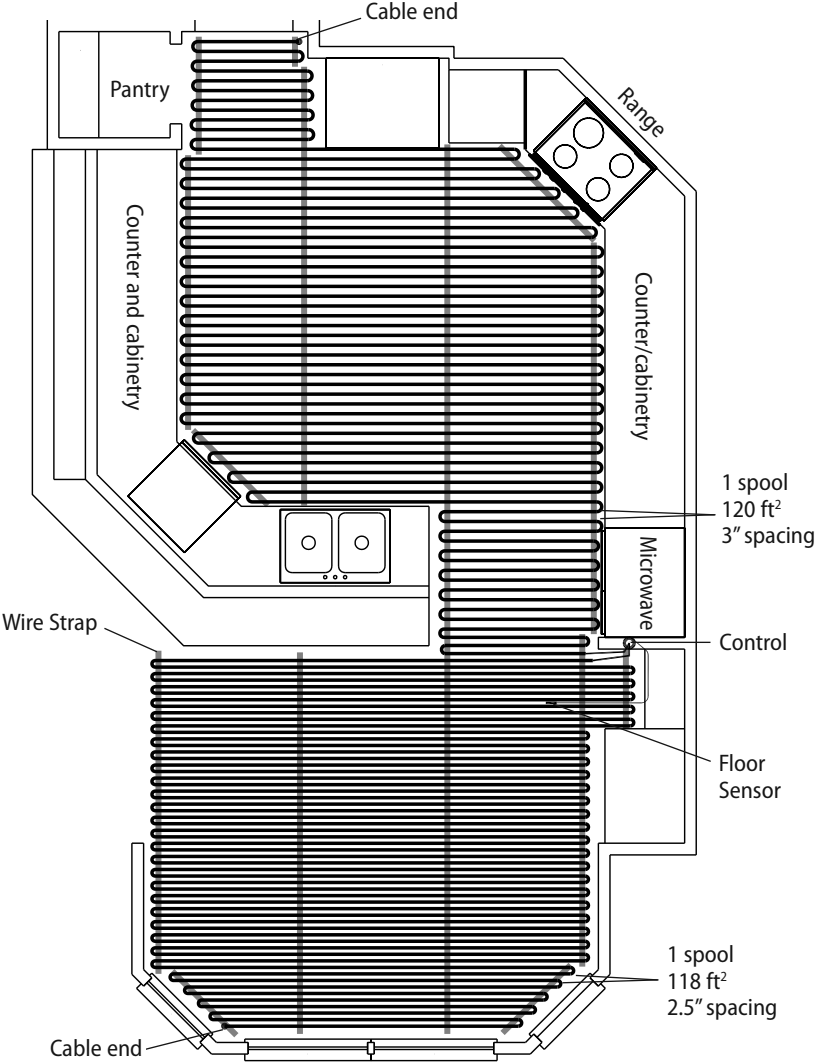 Cable end
Pantry
Range
Counter and cabinetry
Counter/cabinetry
1 spool
120 ft²
3” spacing
Microwave
Wire Strap
Control
Floor
Sensor
1 spool
118 ft²
2.5” spacing
Cable end